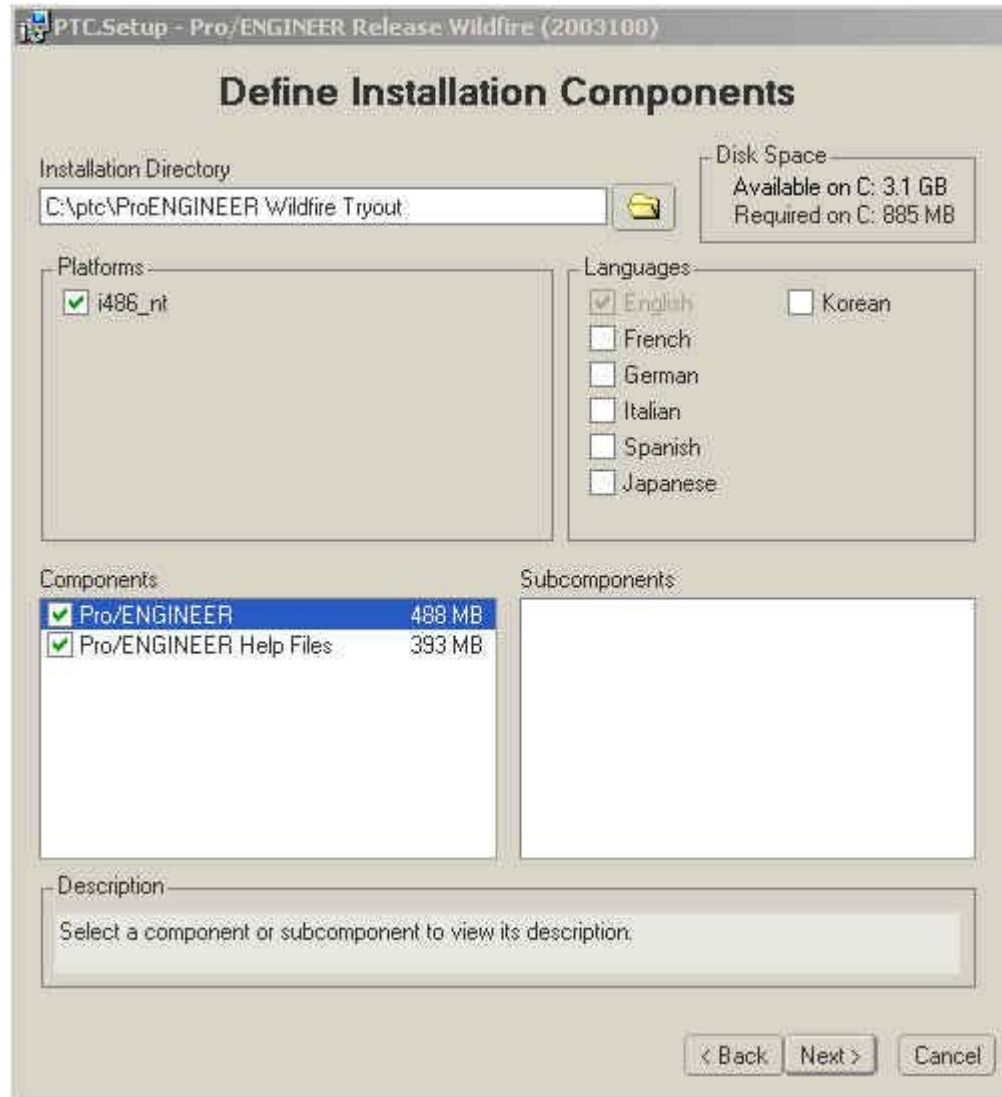 PTC.Setup - Pro/ENGINEER Release Wildfire (2003100)
Define Installation Components
Installation Directory
C:\ptc\ProENGINEER Wildfire Tryout
Disk Space
Available on C: 3.1 GB
Required on C: 885 MB
Platforms
i486_nt
Languages
English
Korean
French
German
Italian
Spanish
Japanese
Components
Pro/ENGINEER 488 MB
Pro/ENGINEER Help Files 393 MB
Subcomponents
Description
Select a component or subcomponent to view its description.
< Back
Next >
Cancel